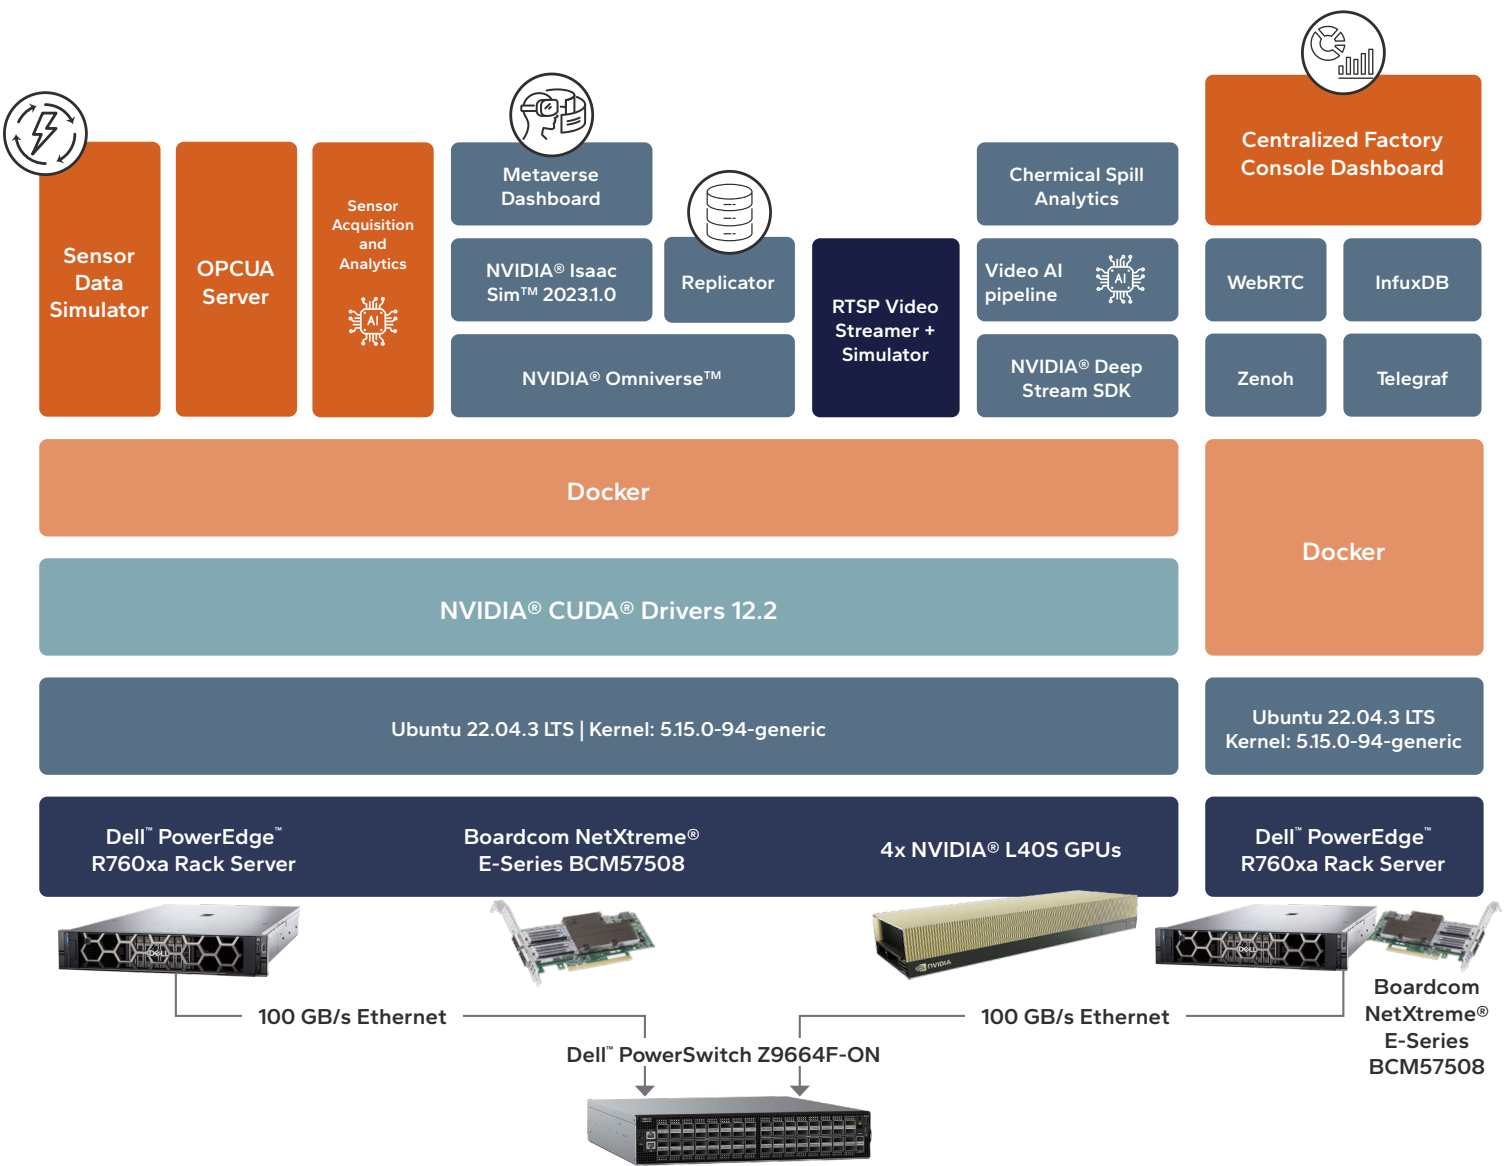 Centralized Factory
Console Dashboard
Metaverse
Dashboard
Chermical Spill
Analytics
Sensor
Data
Simulator
OPCUA
Server
Sensor
Acquisition
and
Analytics
AI
NVIDIA® Isaac
Sim™ 2023.1.0
Replicator
NVIDIA® Omniverse™
RTSP Video
Streamer +
Simulator
Video AI
pipeline
AI
NVIDIA® Deep
Stream SDK
WebRTC
InfuxDB
Zenoh
Telegraf
Docker
Docker
NVIDIA® CUDA® Drivers 12.2
Ubuntu 22.04.3 LTS | Kernel: 5.15.0-94-generic
Ubuntu 22.04.3 LTS
Kernel: 5.15.0-94-generic
Dell™ PowerEdge™
R760xa Rack Server
Boardcom NetXtreme®
E-Series BCM57508
4x NVIDIA® L40S GPUs
Dell™ PowerEdge™
R760xa Rack Server
DELL
NVIDIA
DELL
Boardcom
NetXtreme®
E-Series
BCM57508
100 GB/s Ethernet
100 GB/s Ethernet
Dell™ PowerSwitch Z9664F-ON